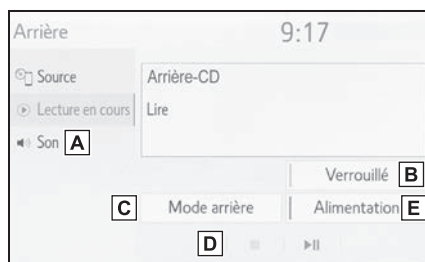 Arrière 9:17
Source
Arrière-CD
Lecture en cours
Lire
Son A
Verrouillé B
C Mode arrière
Alimentation E
D